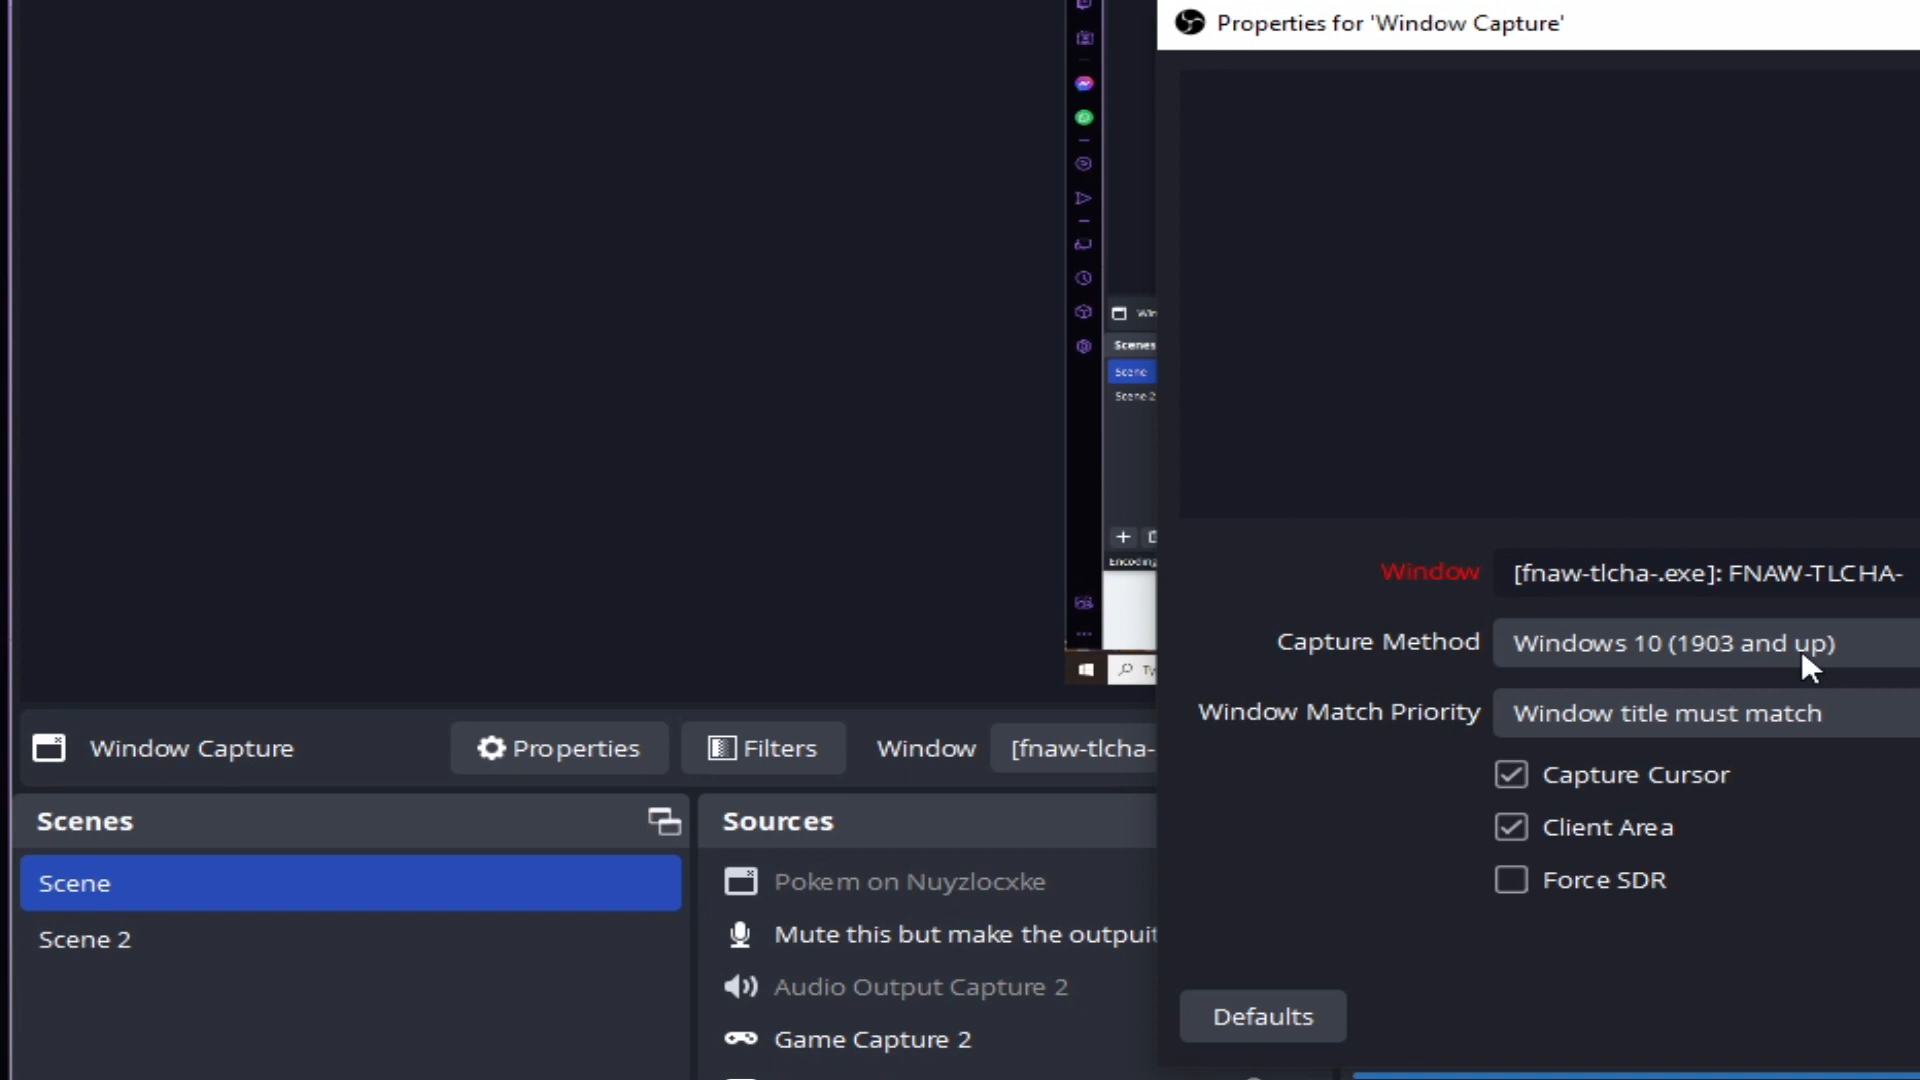 Properties for 'Window Capture'
Scenes
Scene
Scene 2
Encoding
Window [fnaw-tlcha-.exe]: FNAW-TLCHA-
Capture Method Windows 10 (1903 and up)
Window Match Priority Window title must match
Capture Cursor
Client Area
Force SDR
Defaults
Window Capture Properties Filters Window [fnaw-tlcha-
Scenes
Scene
Scene 2
Sources
Pokem on Nuyzlocxke
Mute this but make the outpuit
Audio Output Capture 2
Game Capture 2